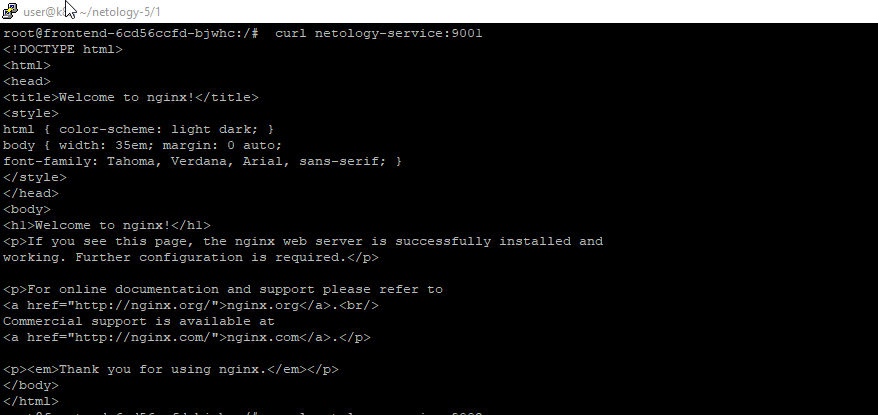 user@k8 ~/netology-5/1
root@frontend-6cd56ccfd-bjwhc:/#  curl netology-service:9001
<!DOCTYPE html>
<html>
<head>
<title>Welcome to nginx!</title>
<style>
html { color-scheme: light dark; }
body { width: 35em; margin: 0 auto;
font-family: Tahoma, Verdana, Arial, sans-serif; }
</style>
</head>
<body>
<h1>Welcome to nginx!</h1>
<p>If you see this page, the nginx web server is successfully installed and
working. Further configuration is required.</p>

<p>For online documentation and support please refer to
<a href="http://nginx.org/">nginx.org</a>.<br/>
Commercial support is available at
<a href="http://nginx.com/">nginx.com</a>.</p>

<p><em>Thank you for using nginx.</em></p>
</body>
</html>